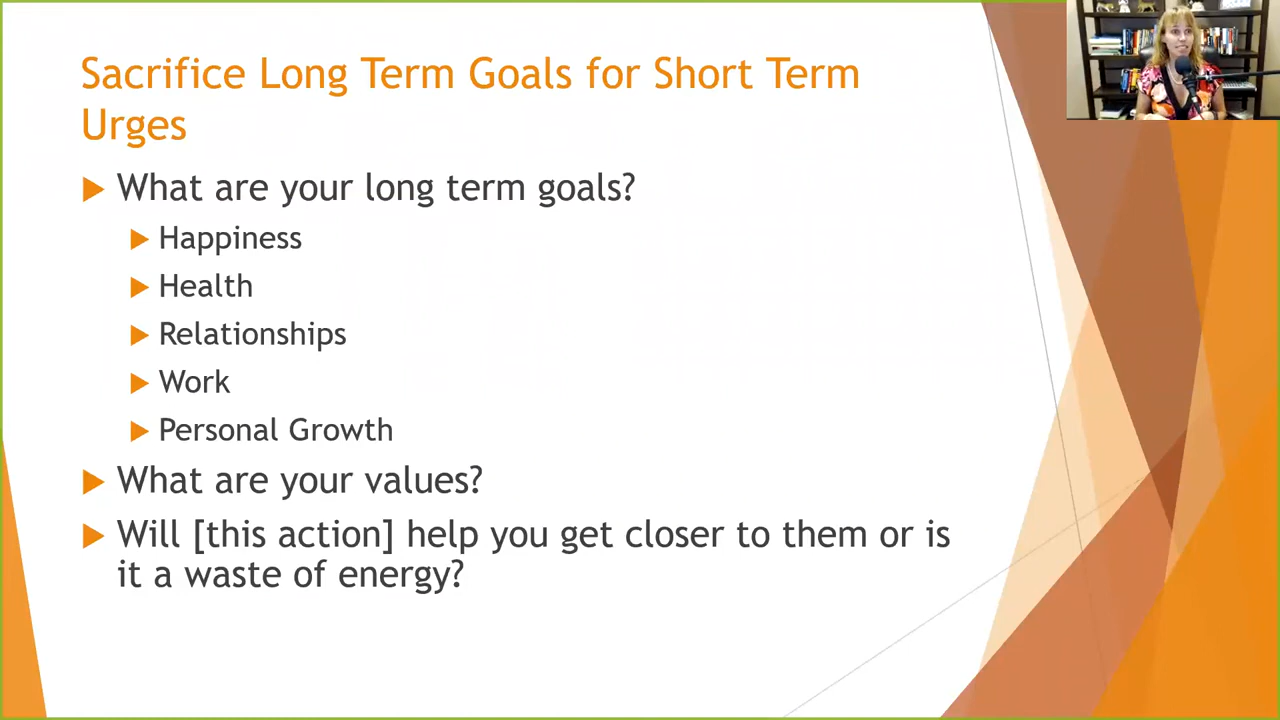 Sacrifice Long Term Goals for Short Term
Urges
What are your long term goals?
Happiness
Health
Relationships
Work
Personal Growth
What are your values?
Will [this action] help you get closer to them or is
it a waste of energy?